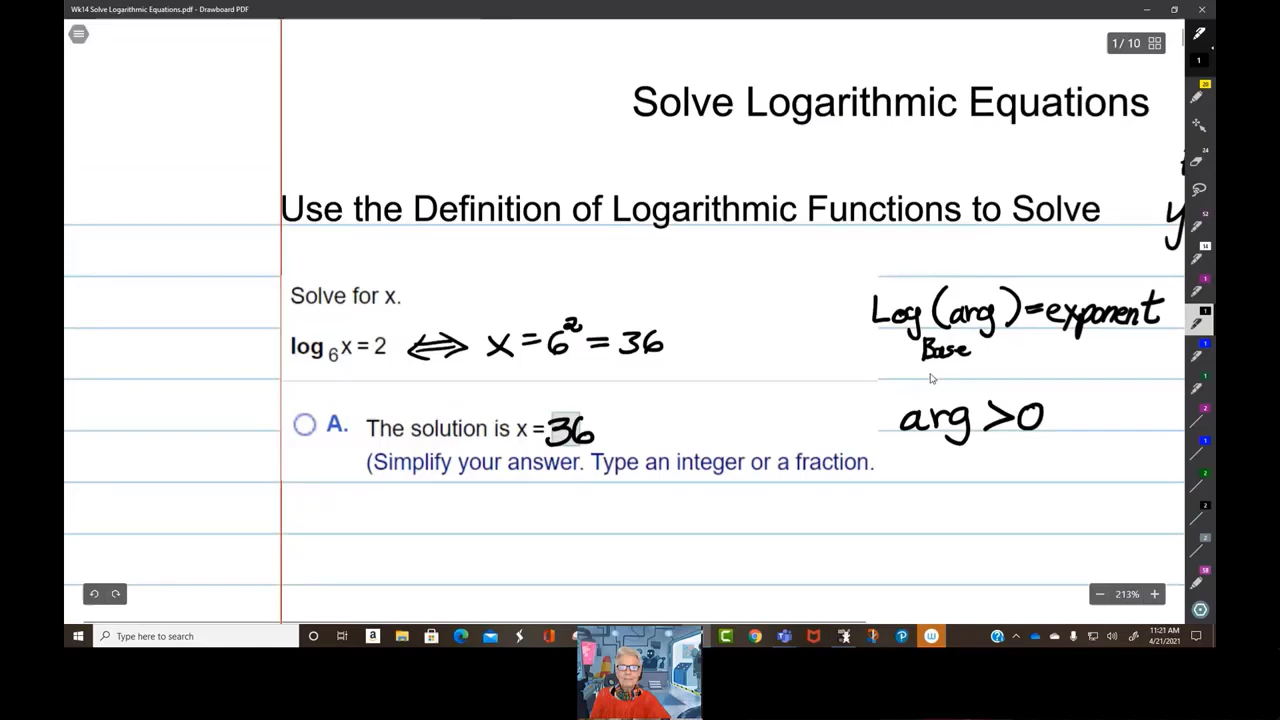 Wk14 Solve Logarithmic Equations.pdf - Drawboard PDF
1 / 10
1
Solve Logarithmic Equations
Use the Definition of Logarithmic Functions to Solve
y
Solve for x.
Log (arg) = exponent
Base
log 6 x = 2 ⟺ x = 6² = 36
arg > 0
A. The solution is x = 36
(Simplify your answer. Type an integer or a fraction.
213%
Type here to search
11:21 AM
4/21/2021